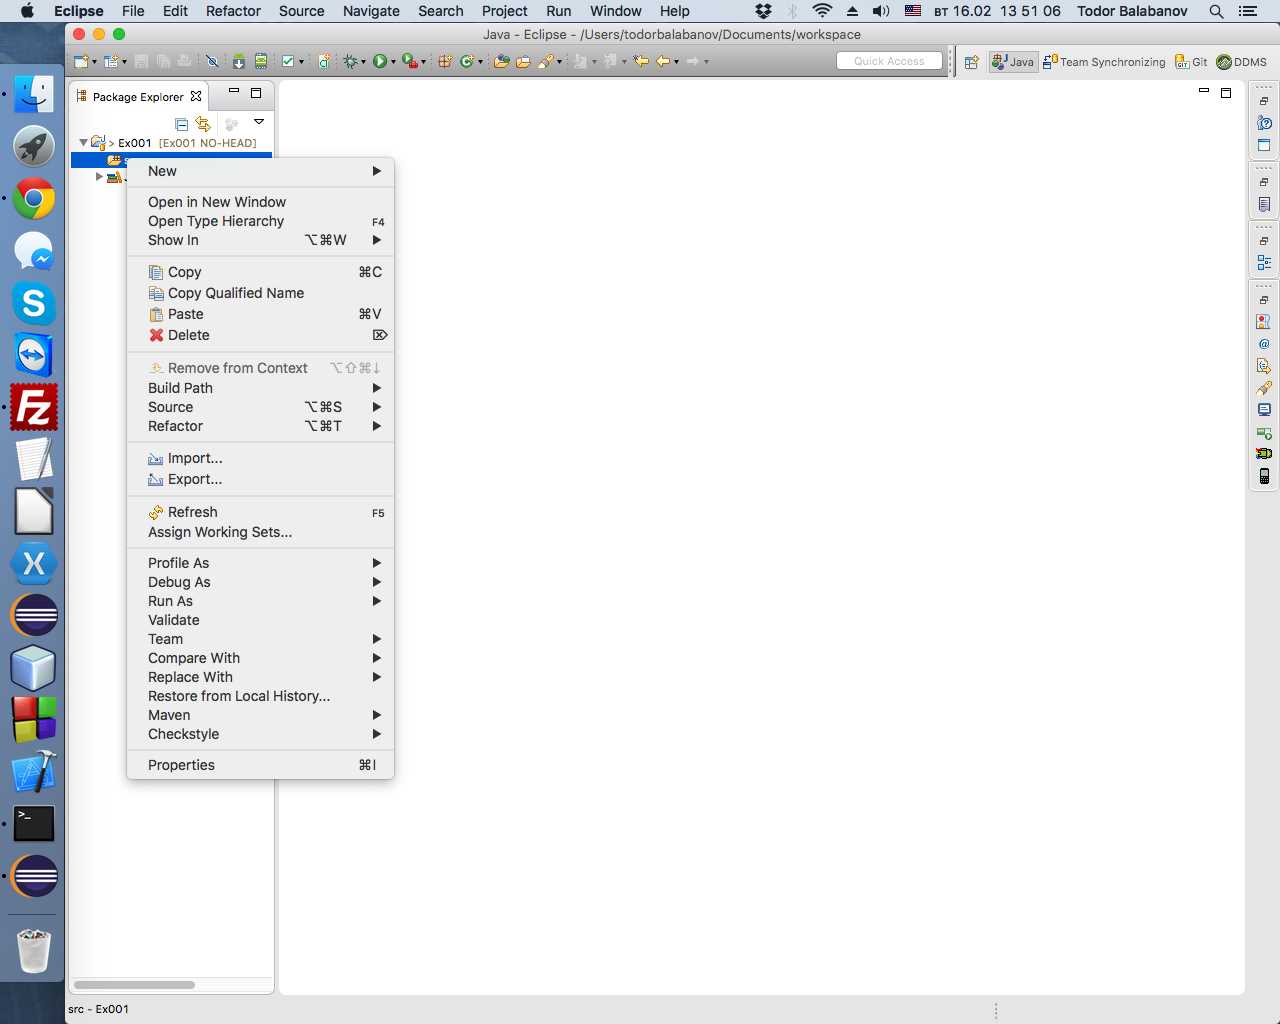 Eclipse File Edit Refactor Source Navigate Search Project Run Window Help вт 16.02 13 51 06 Todor Balabanov
Java - Eclipse - /Users/todorbalabanov/Documents/workspace
Quick Access Java Team Synchronizing Git DDMS
Package Explorer
> Ex001 [Ex001 NO-HEAD]
New
Open in New Window
Open Type Hierarchy F4
Show In ⌥⌘W
Copy ⌘C
Copy Qualified Name
Paste ⌘V
Delete ⌦
Remove from Context ⌥⇧⌘↓
Build Path
Source ⌥⌘S
Refactor ⌥⌘T
Import...
Export...
Refresh F5
Assign Working Sets...
Profile As
Debug As
Run As
Validate
Team
Compare With
Replace With
Restore from Local History...
Maven
Checkstyle
Properties ⌘I
src - Ex001